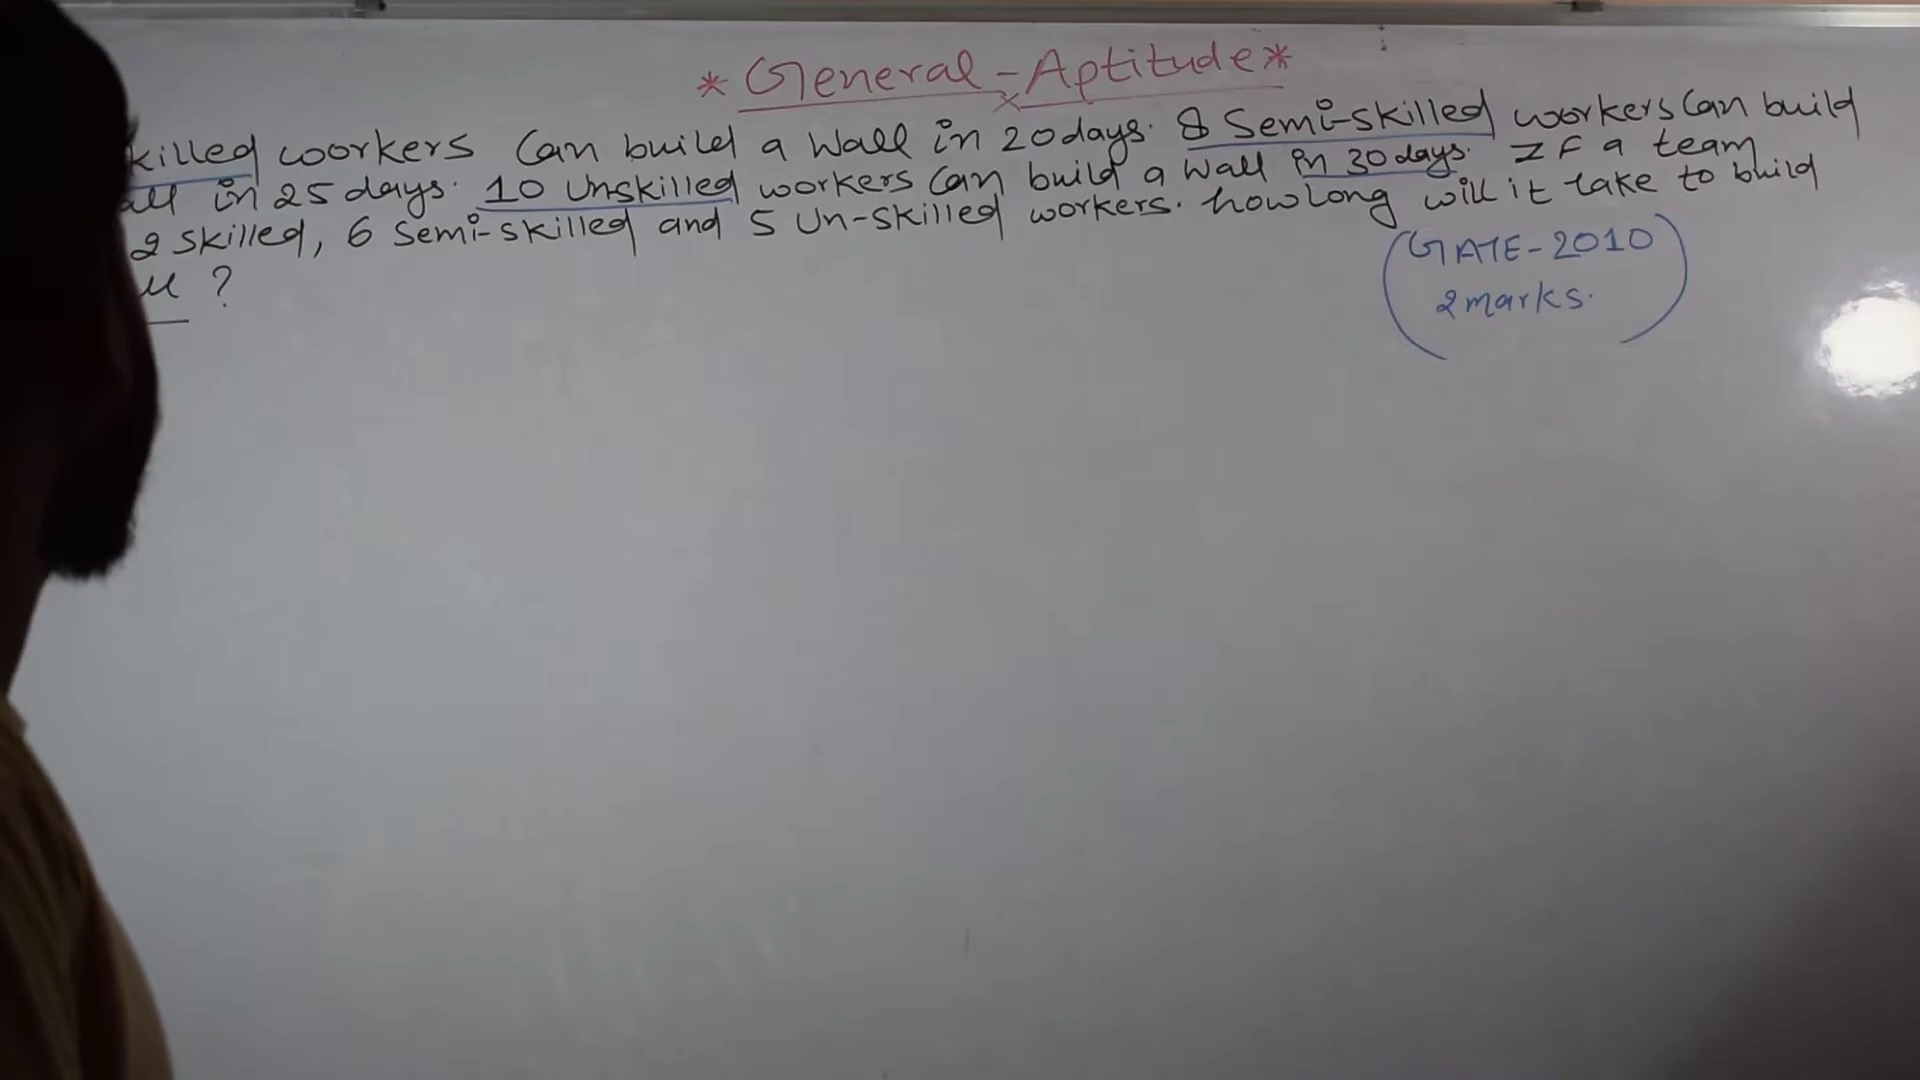 * General - Aptitude *
killed workers Can build a Wall in 20 days. 8 Semi-skilled workers Can build
all in 25 days. 10 Unskilled workers Can build a wall in 30 days. If a team
2 skilled, 6 Semi-skilled and 5 Un-skilled workers. how long will it take to build
?
(GATE-2010
2 marks.)